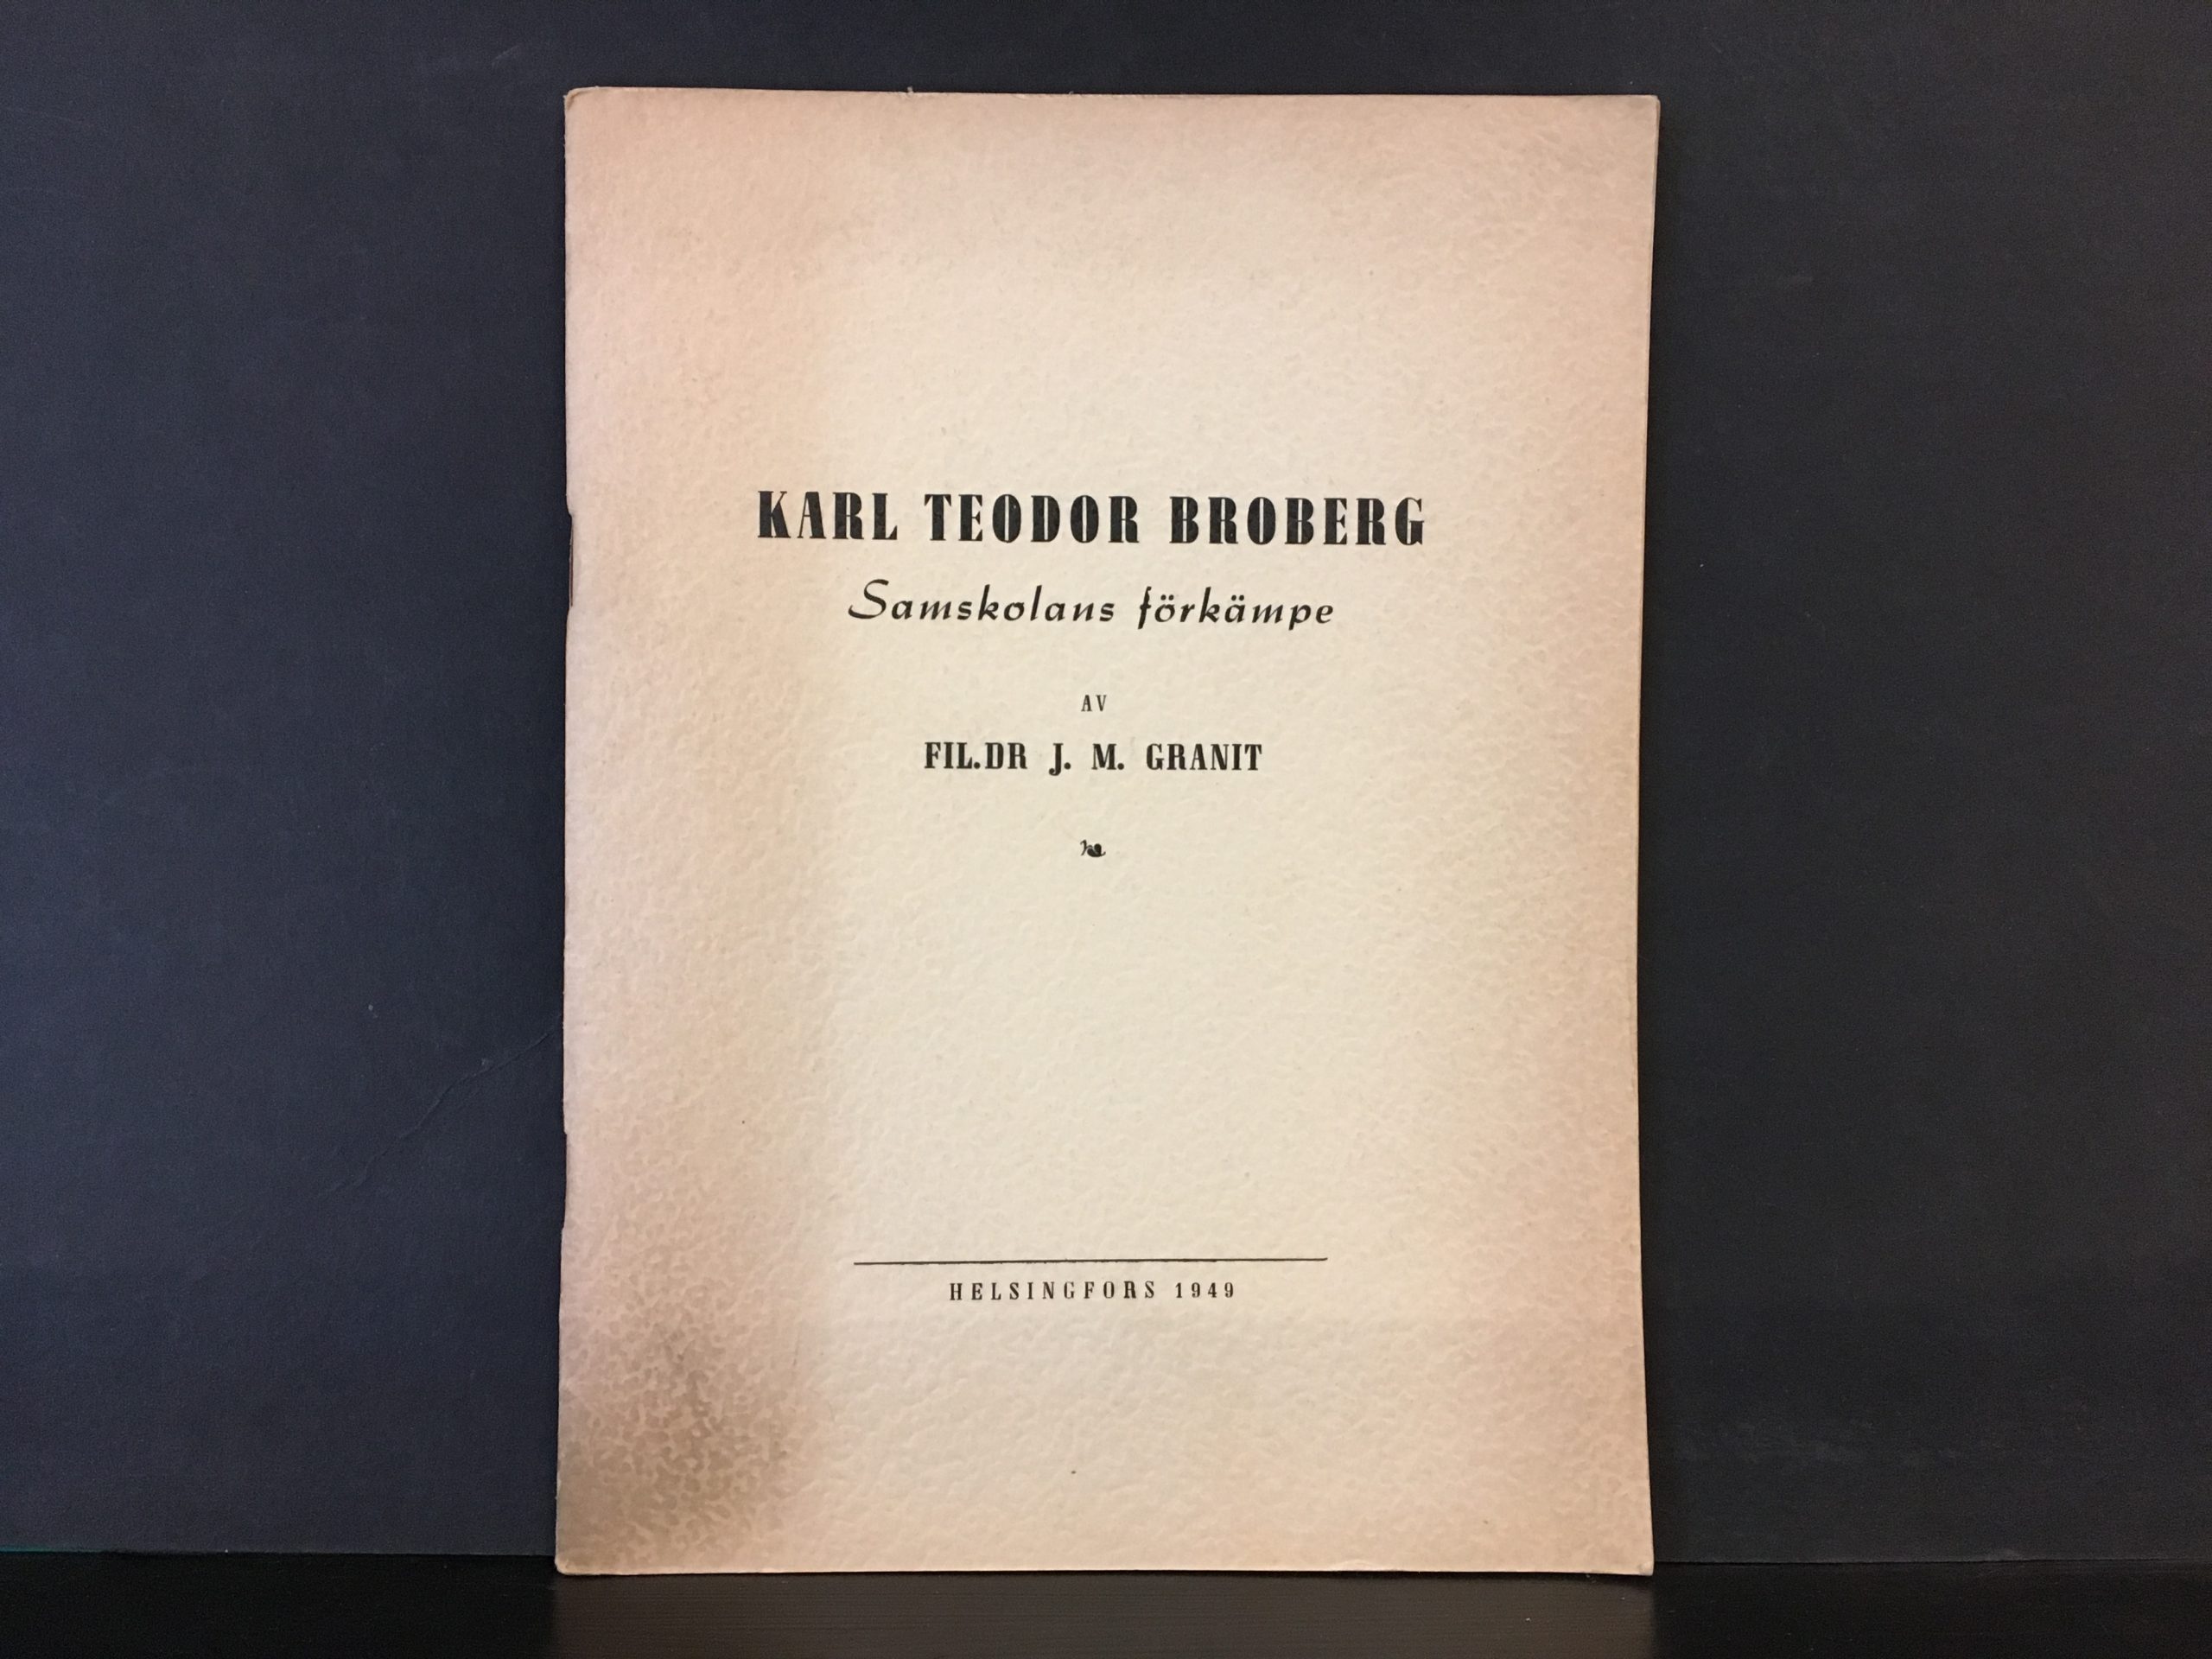 KARL TEODOR BROBERG
Samskolans förkämpe
AV
FIL.DR J. M. GRANIT
HELSINGFORS 1949